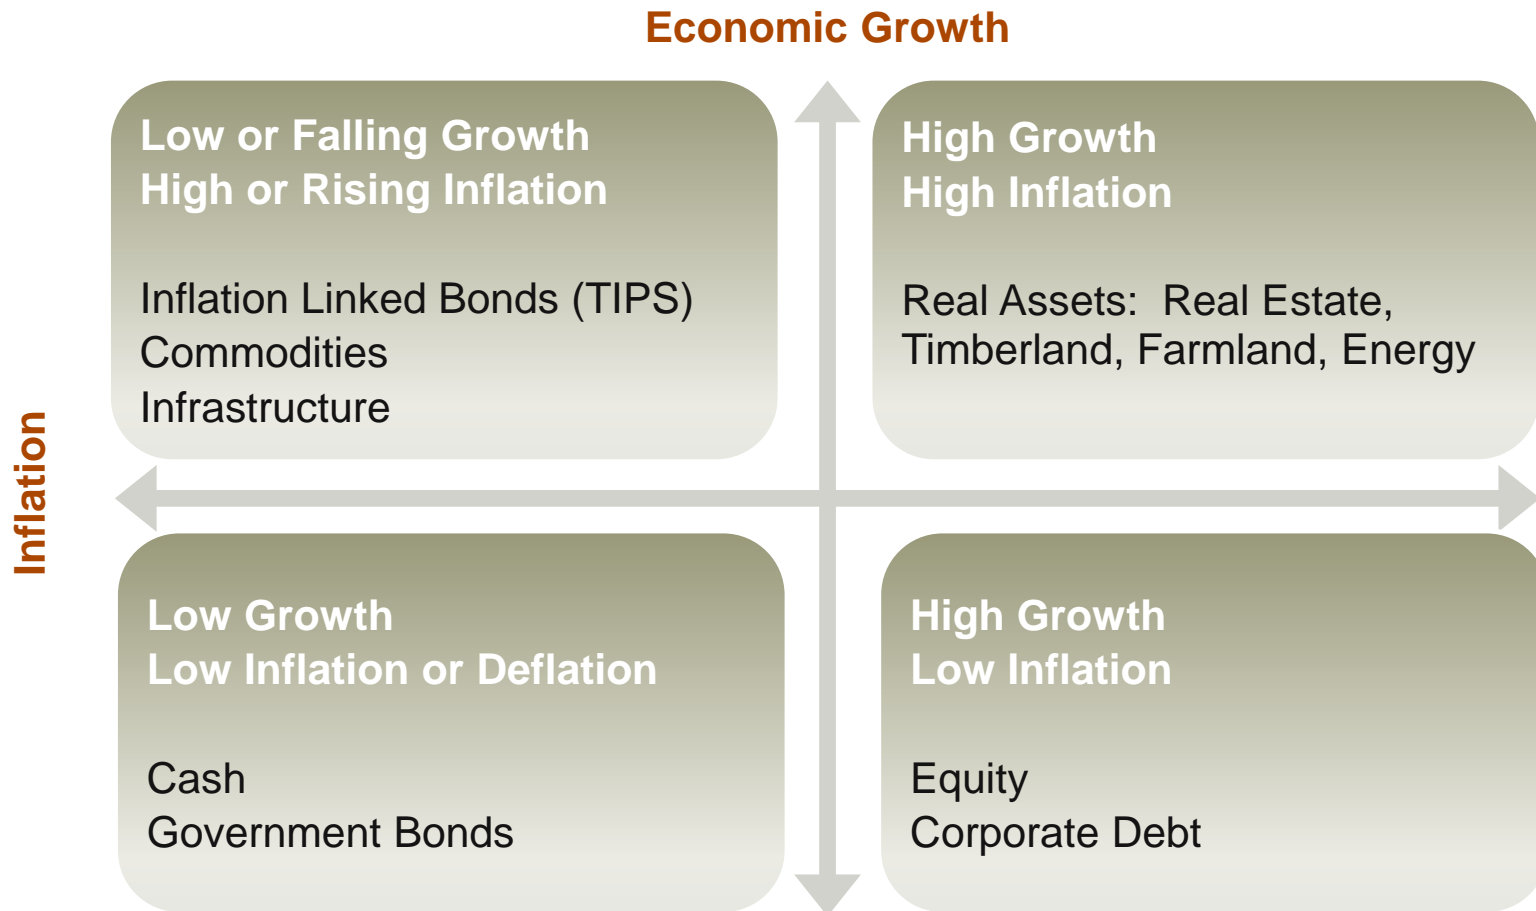 Economic Growth
Low or Falling Growth
High or Rising Inflation
Inflation Linked Bonds (TIPS)
Commodities
Infrastructure
High Growth
High Inflation
Real Assets:  Real Estate,
Timberland, Farmland, Energy
Inflation
Low Growth
Low Inflation or Deflation
Cash
Government Bonds
High Growth
Low Inflation
Equity
Corporate Debt